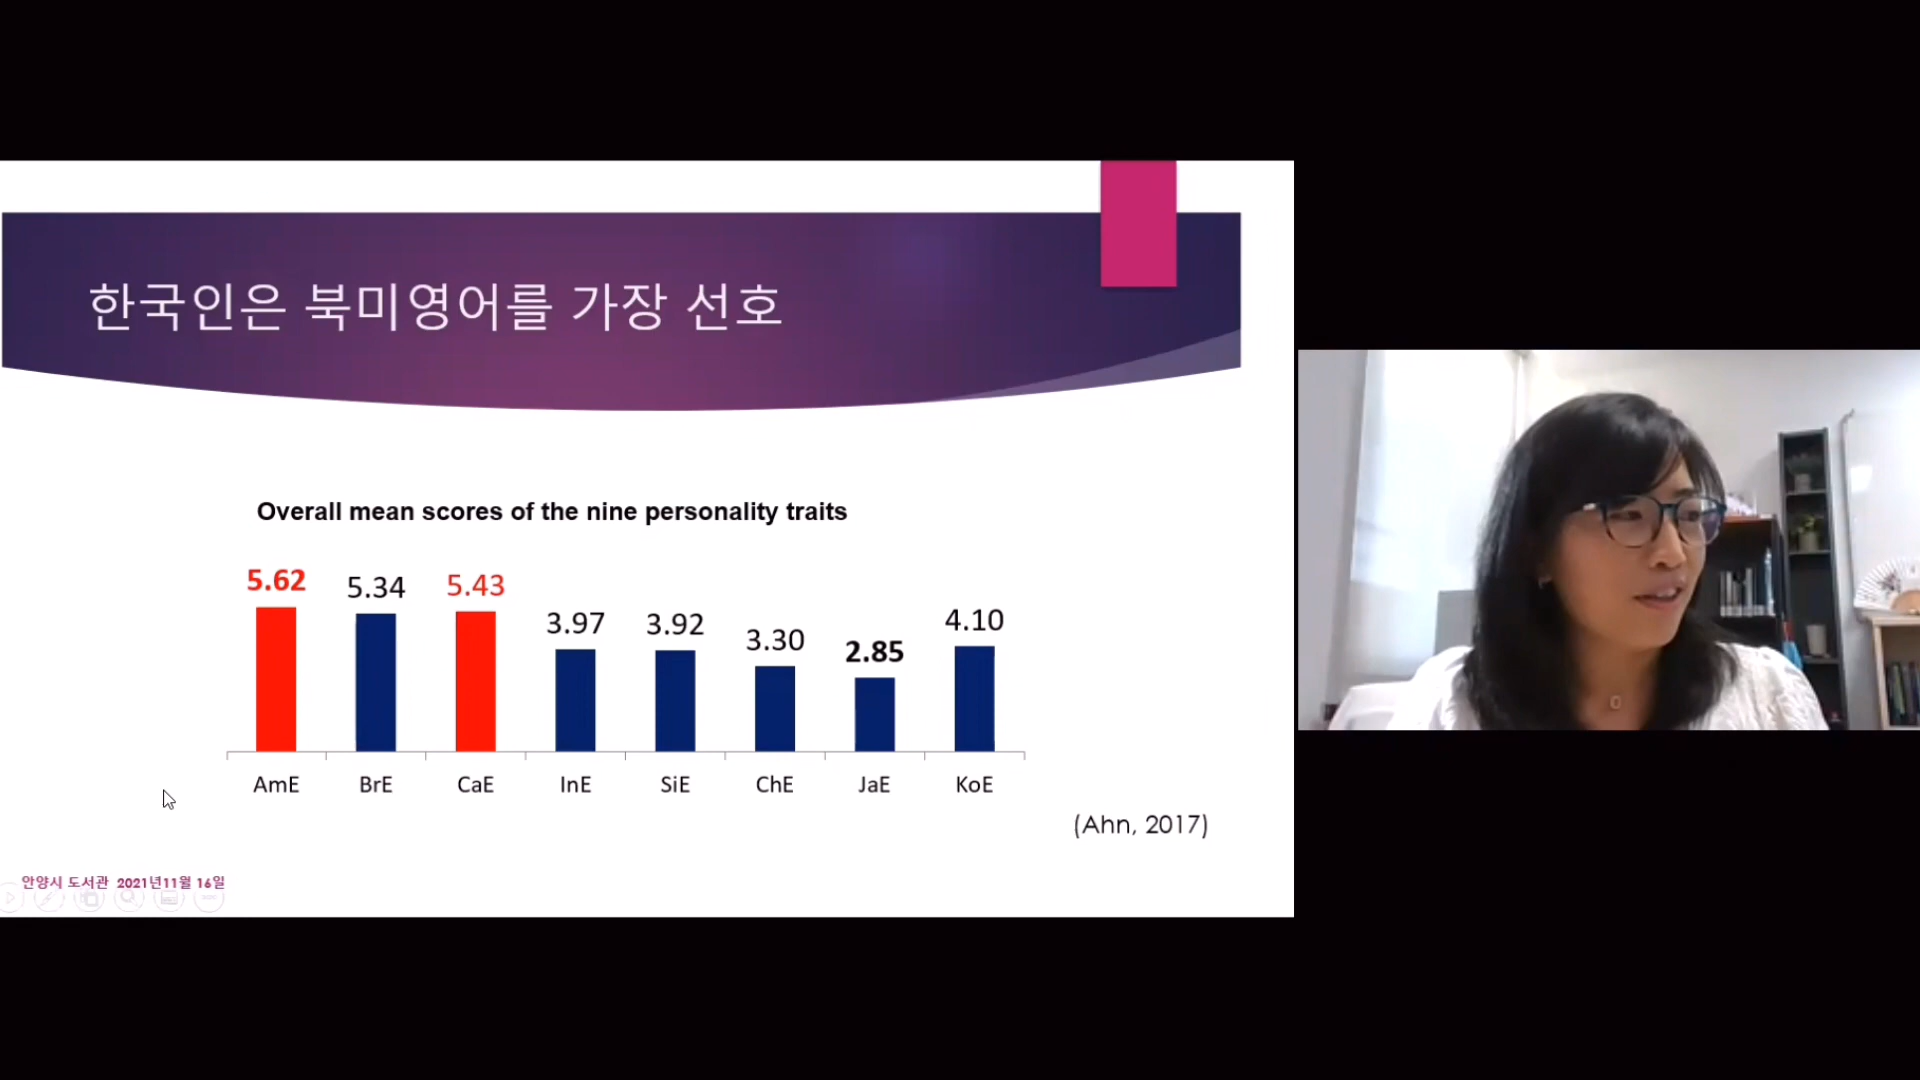 한국인은 북미영어를 가장 선호
Overall mean scores of the nine personality traits
5.62 5.34 5.43 3.97 3.92 3.30 2.85 4.10
AmE BrE CaE InE SiE ChE JaE KoE
(Ahn, 2017)
안양시 도서관 2021년11월 16일